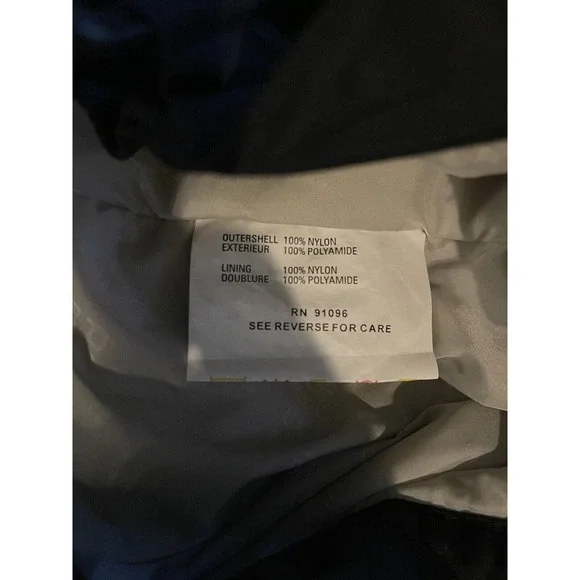 OUTERSHELL 100% NYLON
EXTERIEUR 100% POLYAMIDE
LINING 100% NYLON
DOUBLURE 100% POLYAMIDE
RN 91096
SEE REVERSE FOR CARE